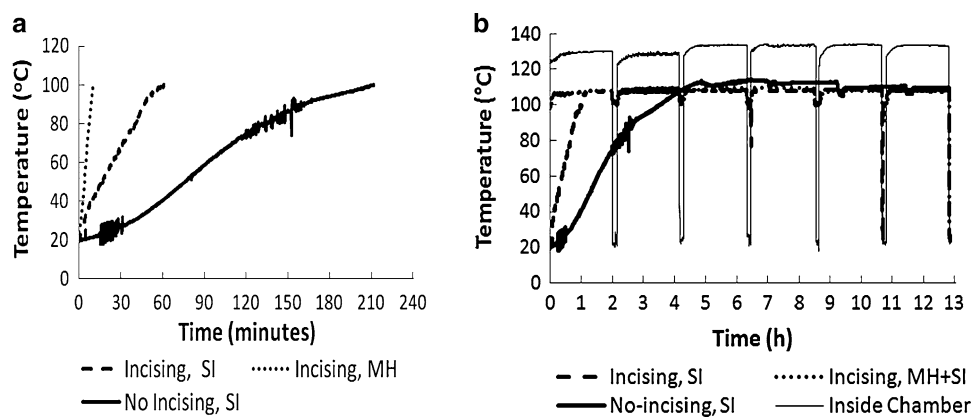 a
Temperature (°C)
120
100
80
60
40
20
0
0 30 60 90 120 150 180 210 240
Time (minutes)
Incising, SI
Incising, MH
No Incising, SI
b
Temperature (°C)
140
120
100
80
60
40
20
0
0 1 2 3 4 5 6 7 8 9 10 11 12 13
Time (h)
Incising, SI
Incising, MH+SI
No-incising, SI
Inside Chamber